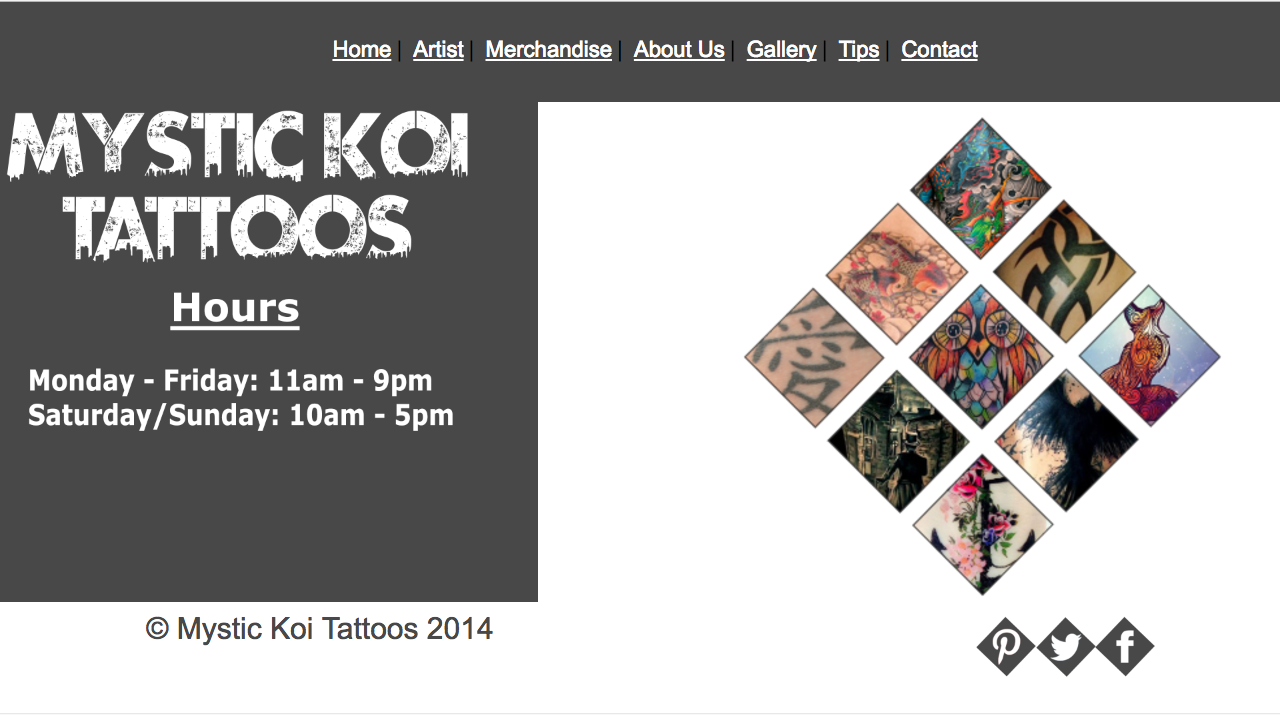 Home | Artist | Merchandise | About Us | Gallery | Tips | Contact
MYSTIC KOI
TATTOOS
Hours
Monday - Friday: 11am - 9pm
Saturday/Sunday: 10am - 5pm
愛
© Mystic Koi Tattoos 2014